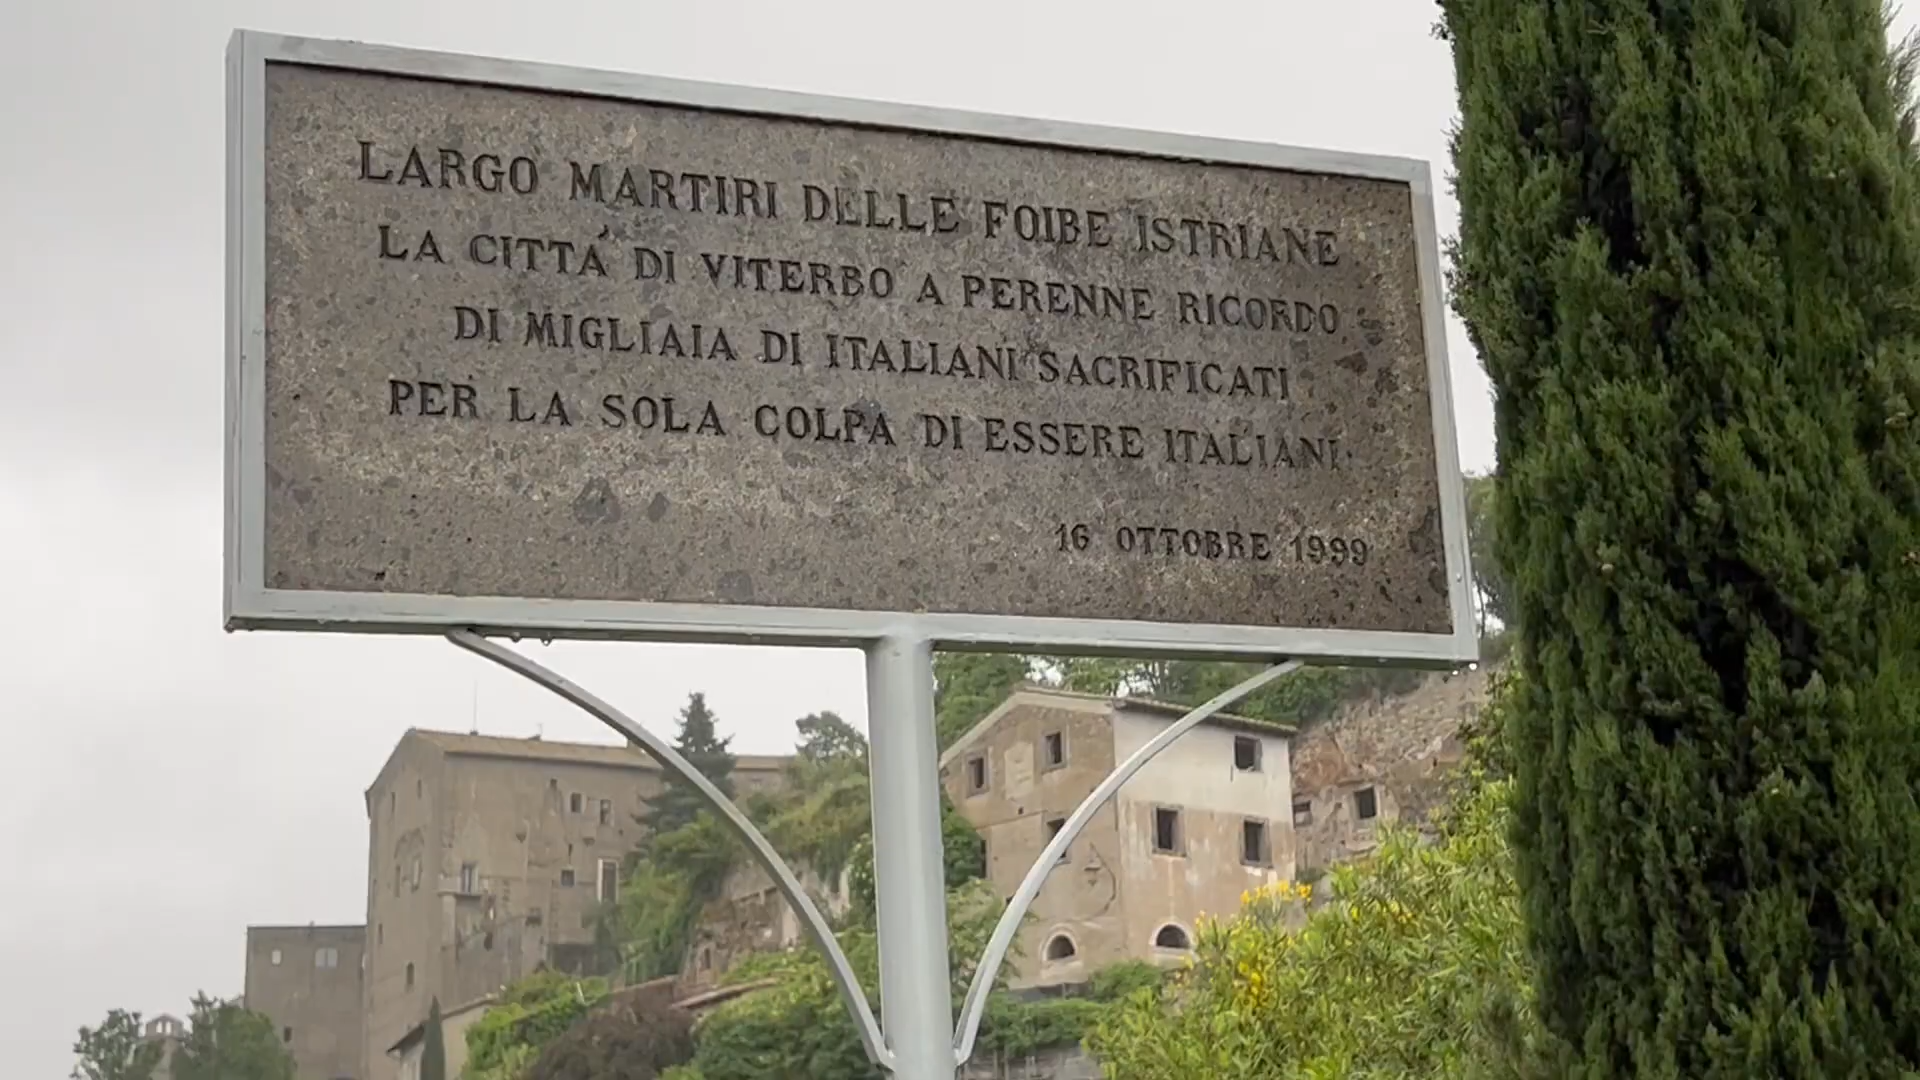 LARGO MARTIRI DELLE FOIBE ISTRIANE
LA CITTÁ DI VITERBO A PERENNE RICORDO
DI MIGLIAIA DI ITALIANI SACRIFICATI
PER LA SOLA COLPA DI ESSERE ITALIANI
16 OTTOBRE 1999